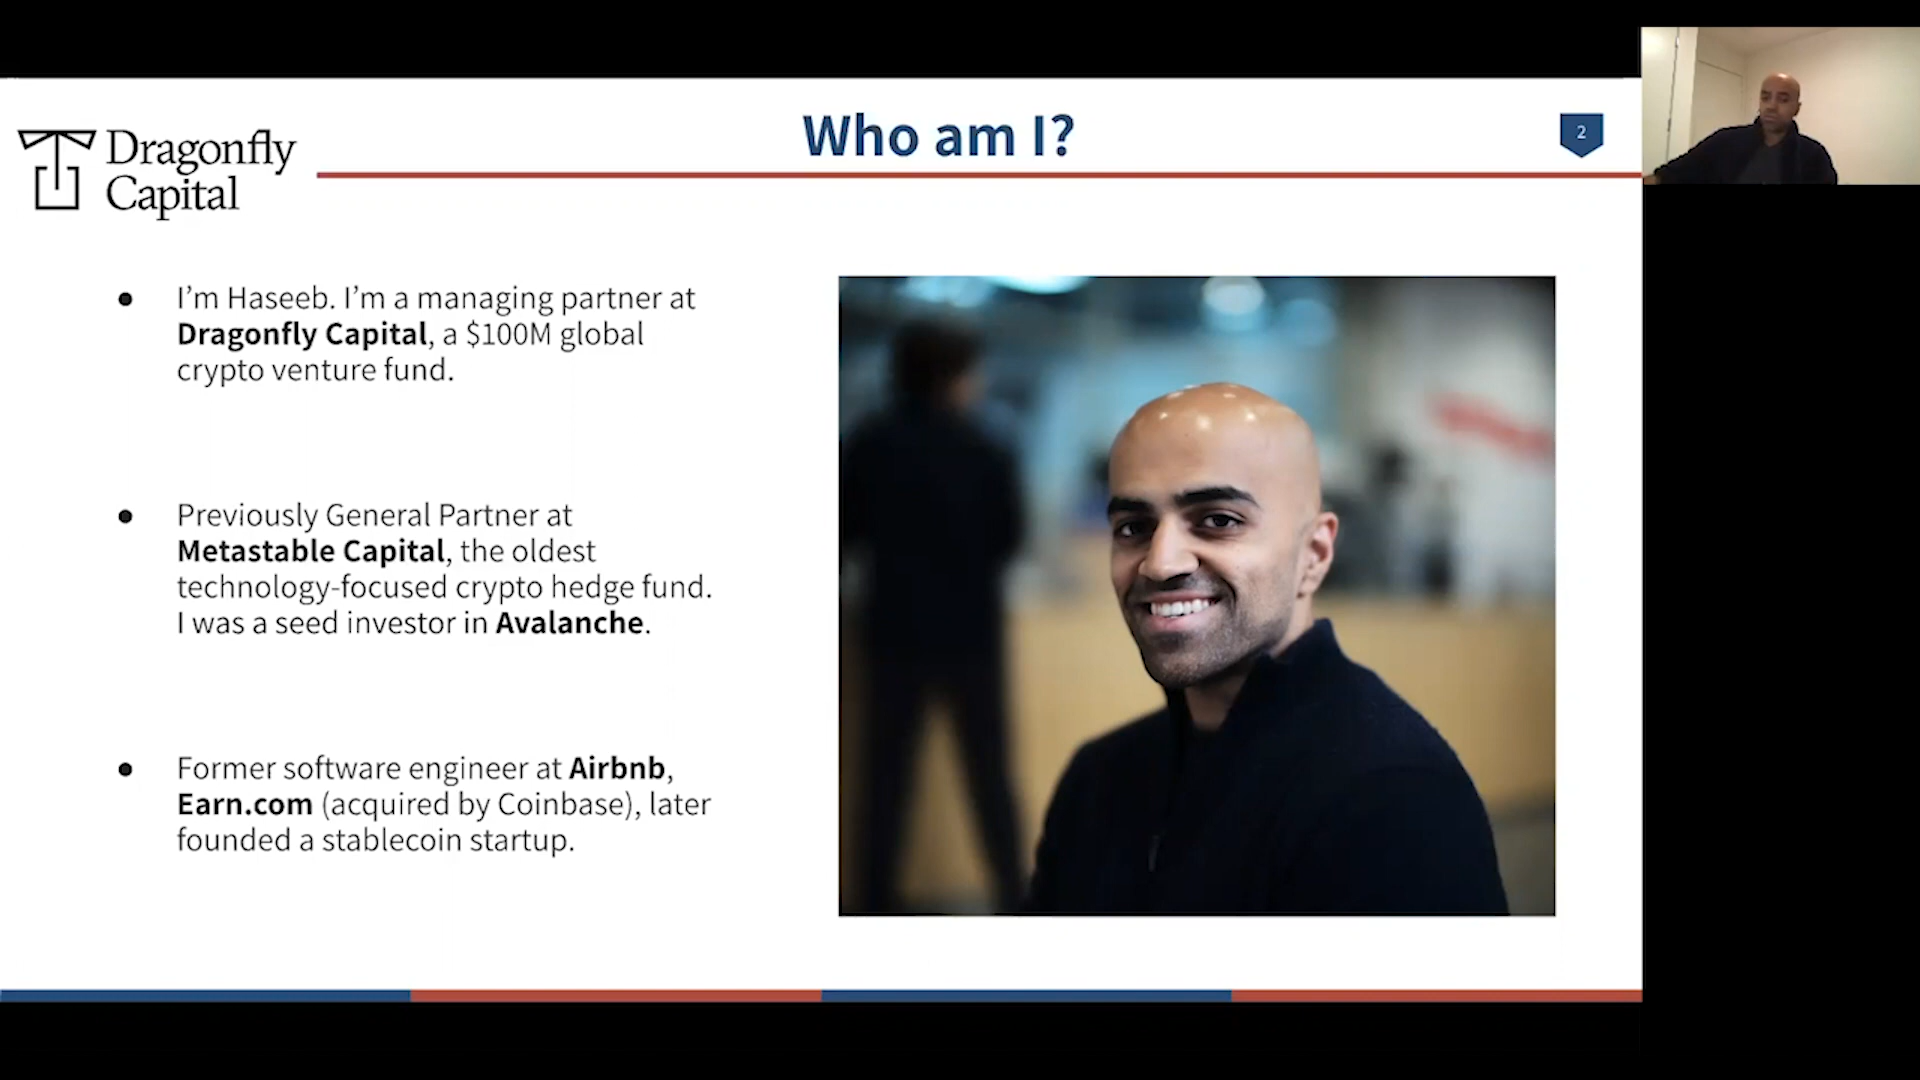 Dragonfly
Capital
Who am I?
2
● I’m Haseeb. I’m a managing partner at
Dragonfly Capital, a $100M global
crypto venture fund.
● Previously General Partner at
Metastable Capital, the oldest
technology-focused crypto hedge fund.
I was a seed investor in Avalanche.
● Former software engineer at Airbnb,
Earn.com (acquired by Coinbase), later
founded a stablecoin startup.